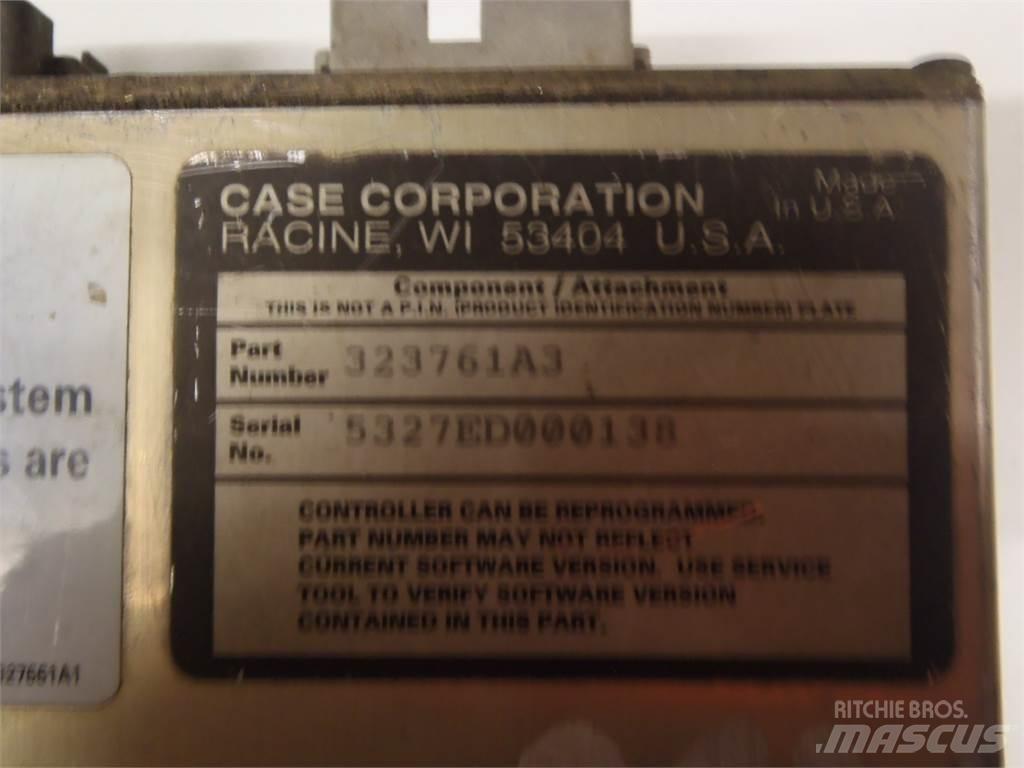 CASE CORPORATION
Made
in U.S.A.
RACINE, WI 53404 U.S.A.
Component / Attachment
THIS IS NOT A P.I.N. (PRODUCT IDENTIFICATION NUMBER) PLATE
Part
Number 323761A3
Serial
No. 5327ED000138
CONTROLLER CAN BE REPROGRAMMED.
PART NUMBER MAY NOT REFLECT
CURRENT SOFTWARE VERSION. USE SERVICE
TOOL TO VERIFY SOFTWARE VERSION
CONTAINED IN THIS PART.
stem
s are
327661A1
RITCHIE BROS.
MASCUS